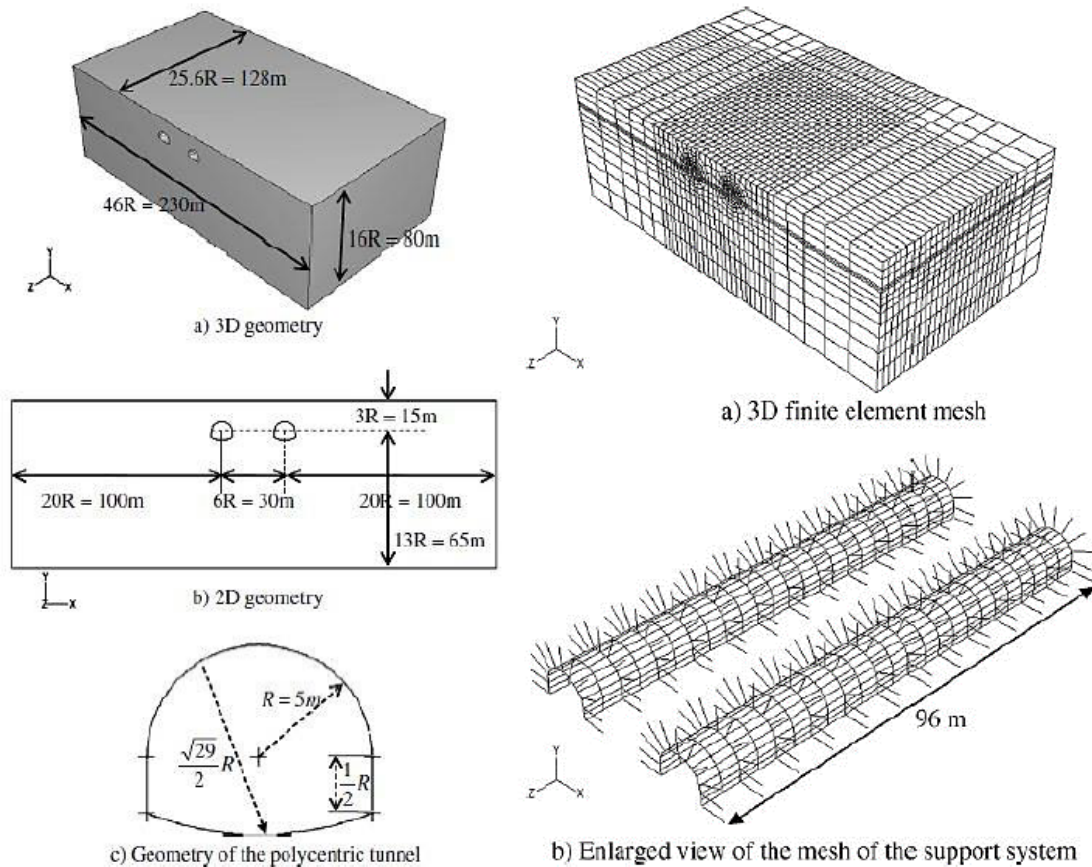 25.6R = 128m
46R = 230m
16R = 80m
Y
Z
X
a) 3D geometry
3R = 15m
20R = 100m
6R = 30m
20R = 100m
13R = 65m
Y
Z
X
b) 2D geometry
R = 5m
√29/2 R
1/2 R
c) Geometry of the polycentric tunnel
Y
Z
X
a) 3D finite element mesh
96 m
Y
Z
X
b) Enlarged view of the mesh of the support system